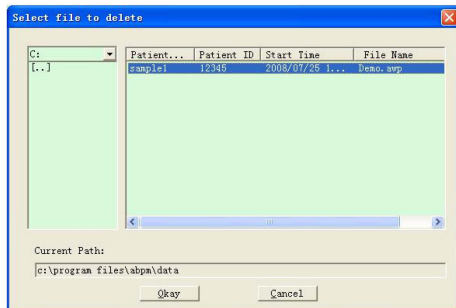 Select file to delete
C:
[..]
Patient... Patient ID Start Time File Name
sample1 12345 2008/07/25 1... Demo.awp
Current Path:
c:\program files\abpm\data
Okay Cancel